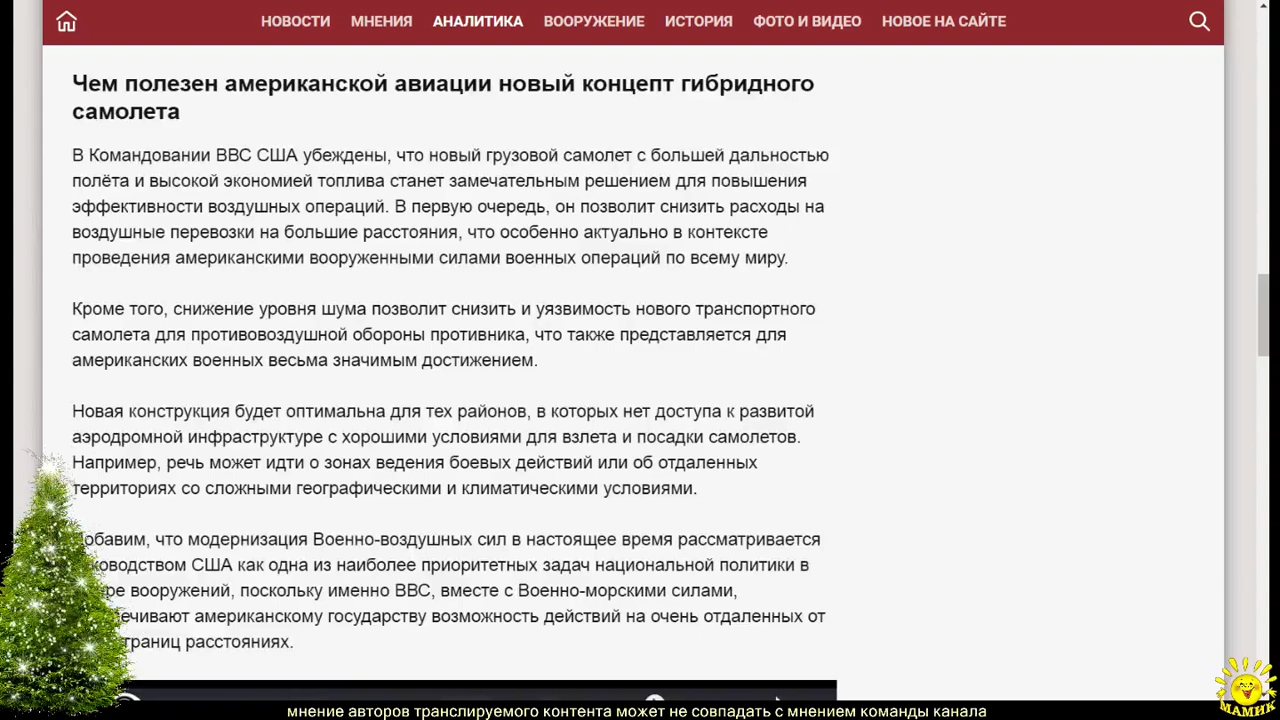 НОВОСТИ МНЕНИЯ АНАЛИТИКА ВООРУЖЕНИЕ ИСТОРИЯ ФОТО И ВИДЕО НОВОЕ НА САЙТЕ
Чем полезен американской авиации новый концепт гибридного
самолета
В Командовании ВВС США убеждены, что новый грузовой самолет с большей дальностью
полёта и высокой экономией топлива станет замечательным решением для повышения
эффективности воздушных операций. В первую очередь, он позволит снизить расходы на
воздушные перевозки на большие расстояния, что особенно актуально в контексте
проведения американскими вооруженными силами военных операций по всему миру.
Кроме того, снижение уровня шума позволит снизить и уязвимость нового транспортного
самолета для противовоздушной обороны противника, что также представляется для
американских военных весьма значимым достижением.
Новая конструкция будет оптимальна для тех районов, в которых нет доступа к развитой
аэродромной инфраструктуре с хорошими условиями для взлета и посадки самолетов.
Например, речь может идти о зонах ведения боевых действий или об отдаленных
территориях со сложными географическими и климатическими условиями.
обавим, что модернизация Военно-воздушных сил в настоящее время рассматривается
ководством США как одна из наиболее приоритетных задач национальной политики в
ре вооружений, поскольку именно ВВС, вместе с Военно-морскими силами,
ечивают американскому государству возможность действий на очень отдаленных от
границ расстояниях.
МАМИК
мнение авторов транслируемого контента может не совпадать с мнением команды канала